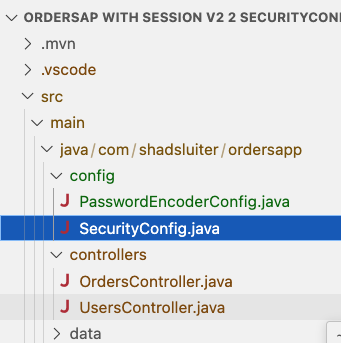 ORDERSAP WITH SESSION V2 2 SECURITYCON
.mvn
.vscode
src
main
java/com/shadsluiter/ordersapp
config
J PasswordEncoderConfig.java
J SecurityConfig.java
controllers
J OrdersController.java
J UsersController.java
data